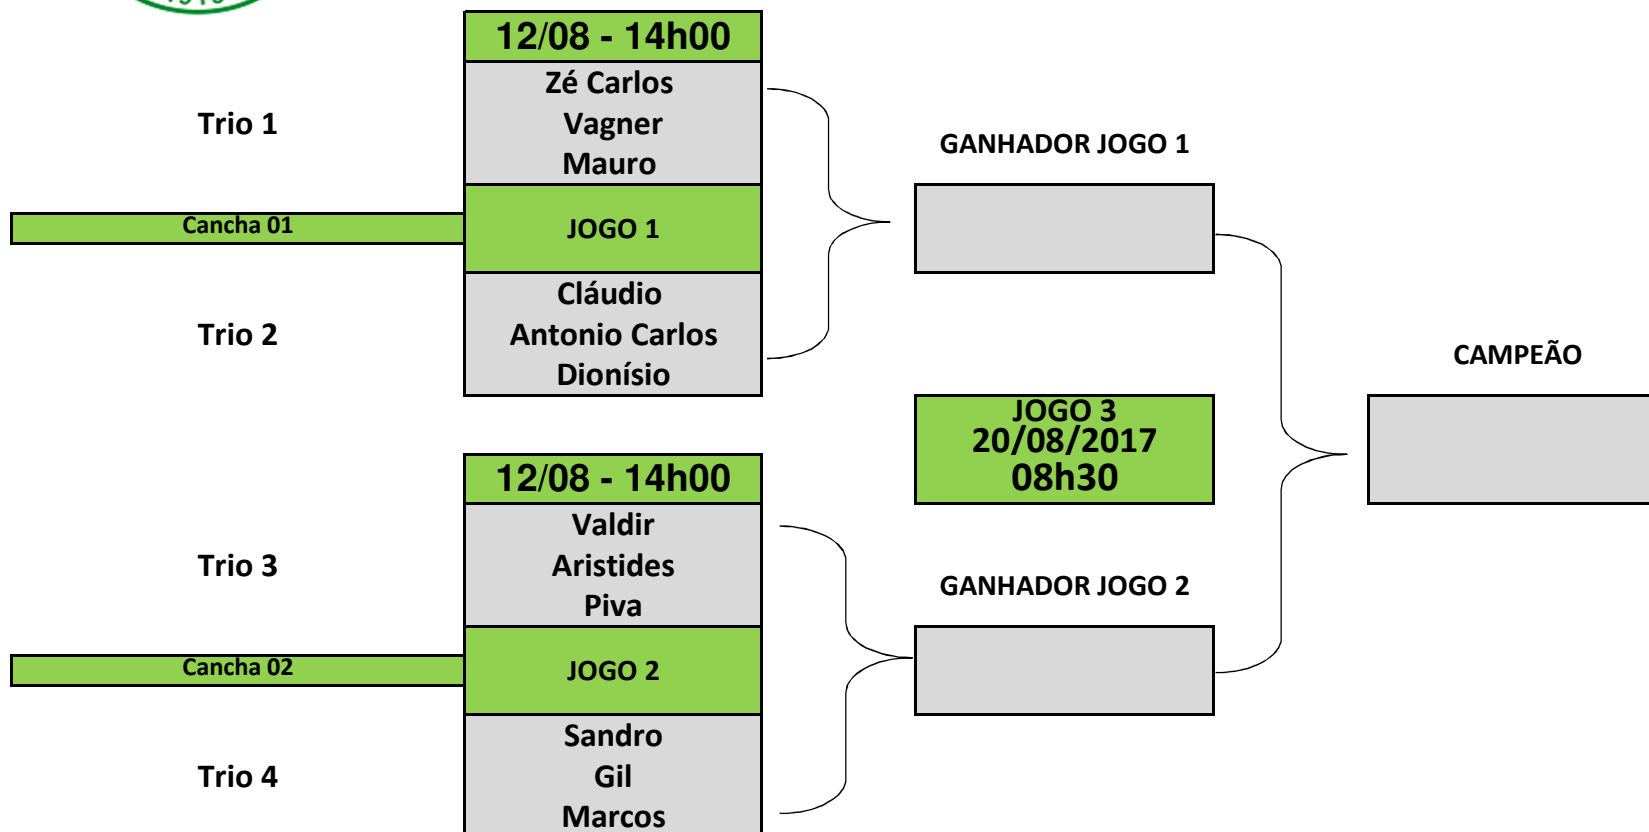 12/08 - 14h00
Zé Carlos
Trio 1
Vagner
Mauro
GANHADOR JOGO 1
Cancha 01
JOGO 1
Cláudio
Trio 2
Antonio Carlos
Dionísio
CAMPEÃO
JOGO 3
20/08/2017
08h30
12/08 - 14h00
Valdir
Trio 3
Aristides
Piva
GANHADOR JOGO 2
Cancha 02
JOGO 2
Sandro
Trio 4
Gil
Marcos